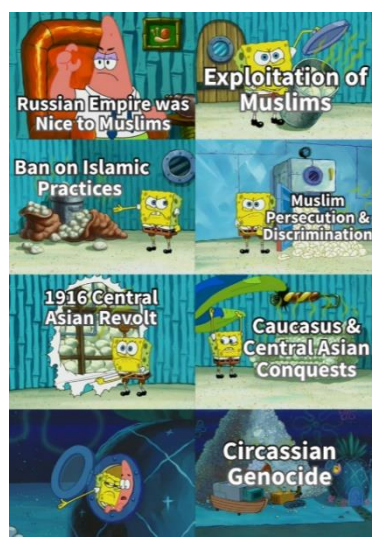 Russian Empire was
Nice to Muslims
Exploitation of
Muslims
Ban on Islamic
Practices
Muslim
Persecution &
Discrimination
1916 Central
Asian Revolt
Caucasus &
Central Asian
Conquests
Circassian
Genocide